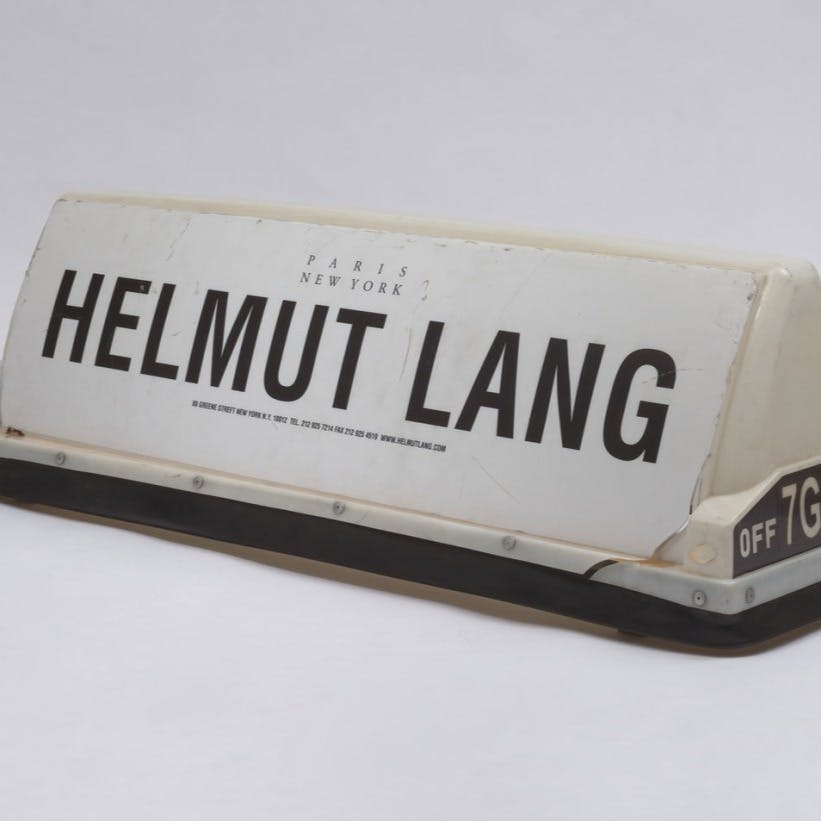 PARIS
NEW YORK
HELMUT LANG
80 GREENE STREET NEW YORK N.Y. 10012 TEL. 212 925 7214 FAX 212 925 4519 WWW.HELMUTLANG.COM
OFF 7G